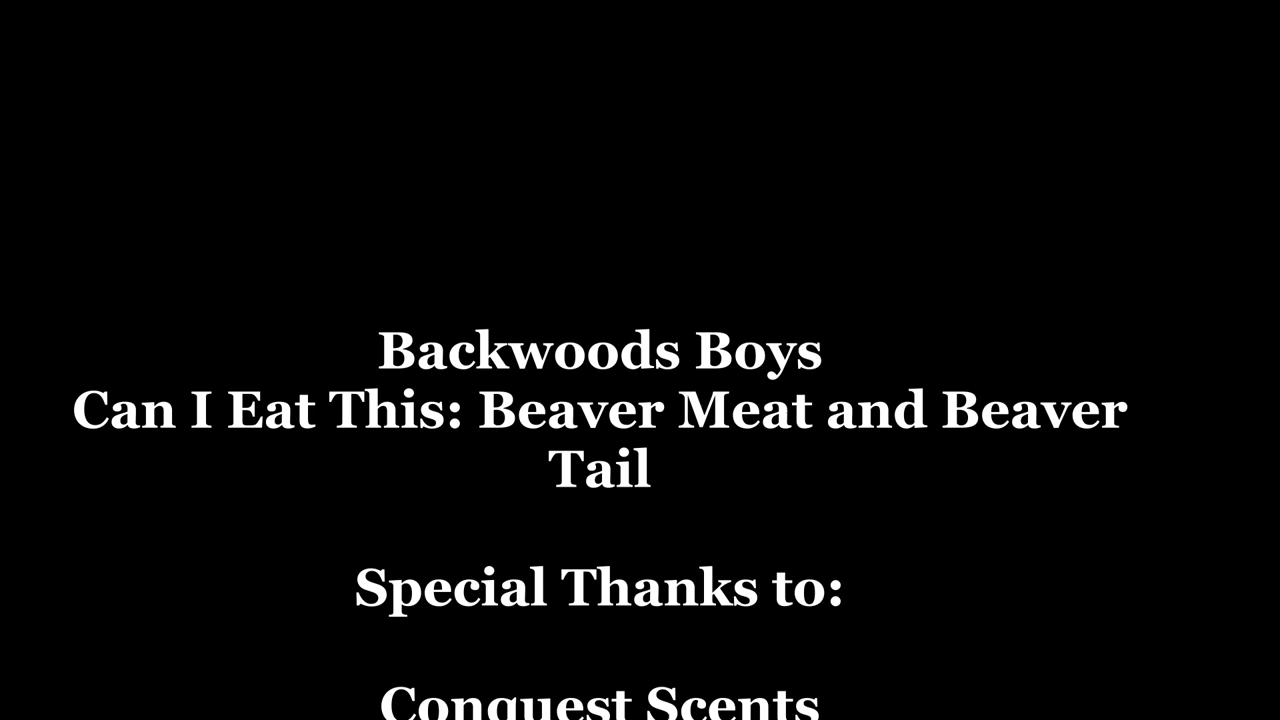 Backwoods Boys
Can I Eat This: Beaver Meat and Beaver
Tail
Special Thanks to:
Conquest Scents